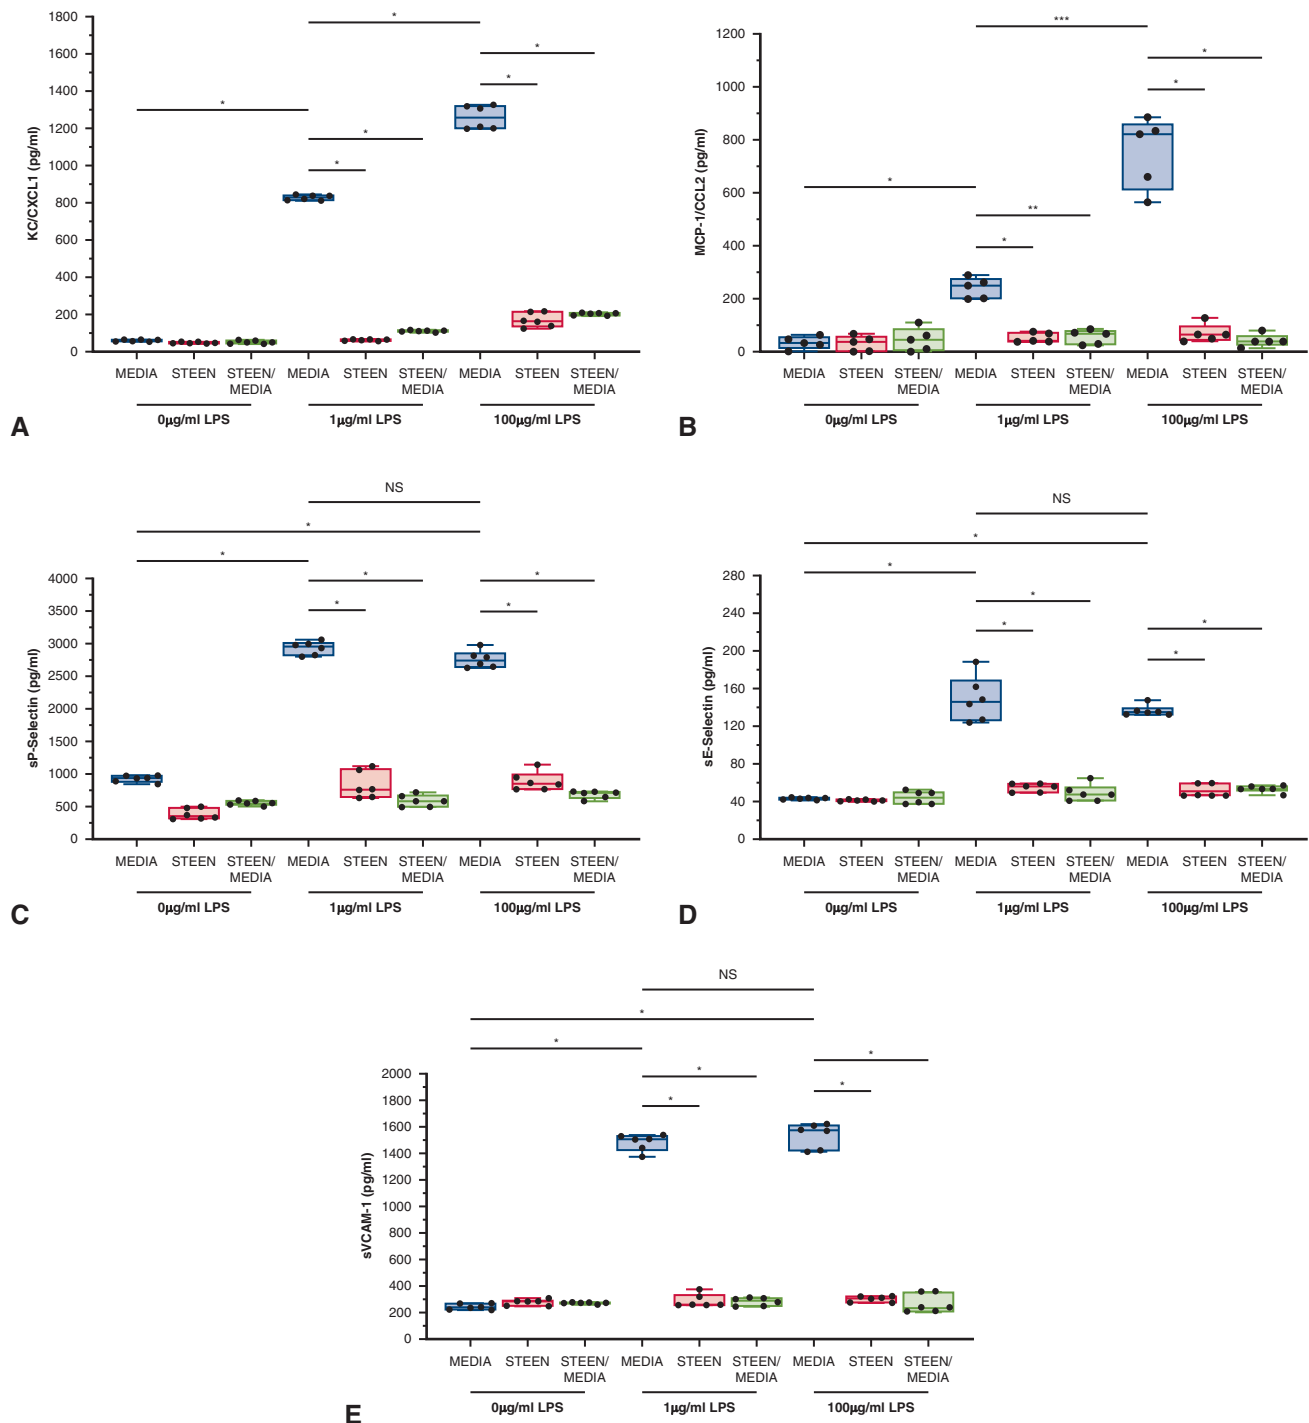 1800
1600
1400
1200
1000
800
600
400
200
0
KC/CXCL1 (pg/ml)
*
*
*
*
*
*
MEDIA STEEN STEEN/ MEDIA STEEN STEEN/ MEDIA STEEN STEEN/
MEDIA MEDIA MEDIA
0µg/ml LPS 1µg/ml LPS 100µg/ml LPS
A
1200
1000
800
600
400
200
0
MCP-1/CCL2 (pg/ml)
***
*
*
*
**
*
MEDIA STEEN STEEN/ MEDIA STEEN STEEN/ MEDIA STEEN STEEN/
MEDIA MEDIA MEDIA
0µg/ml LPS 1µg/ml LPS 100µg/ml LPS
B
NS
*
*
*
*
*
*
4000
3500
3000
2500
2000
1500
1000
500
0
sP-Selectin (pg/ml)
MEDIA STEEN STEEN/ MEDIA STEEN STEEN/ MEDIA STEEN STEEN/
MEDIA MEDIA MEDIA
0µg/ml LPS 1µg/ml LPS 100µg/ml LPS
C
NS
*
*
*
*
*
*
280
240
200
160
120
80
40
0
sE-Selectin (pg/ml)
MEDIA STEEN STEEN/ MEDIA STEEN STEEN/ MEDIA STEEN STEEN/
MEDIA MEDIA MEDIA
0µg/ml LPS 1µg/ml LPS 100µg/ml LPS
D
NS
*
*
*
*
*
*
2000
1800
1600
1400
1200
1000
800
600
400
200
0
sVCAM-1 (pg/ml)
MEDIA STEEN STEEN/ MEDIA STEEN STEEN/ MEDIA STEEN STEEN/
MEDIA MEDIA MEDIA
0µg/ml LPS 1µg/ml LPS 100µg/ml LPS
E